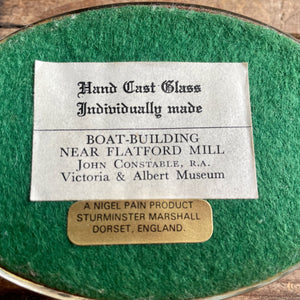 Hand Cast Glass
Individually made
BOAT-BUILDING
NEAR FLATFORD MILL
JOHN CONSTABLE, R.A.
Victoria & Albert Museum
A NIGEL PAIN PRODUCT
STURMINSTER MARSHALL
DORSET, ENGLAND.